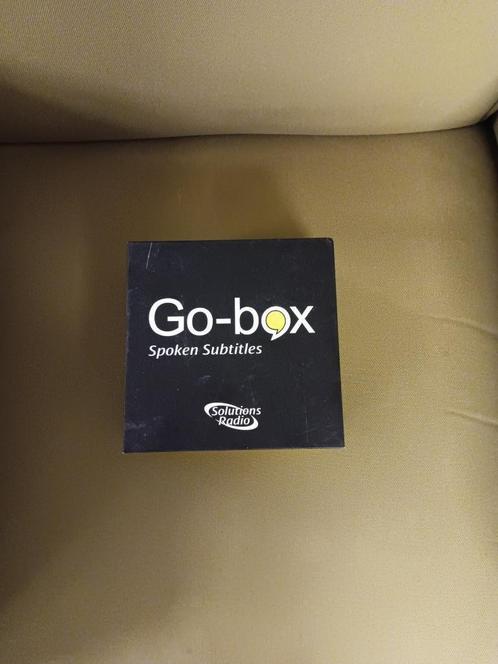 Go-box
Spoken Subtitles
Solutions
Radio